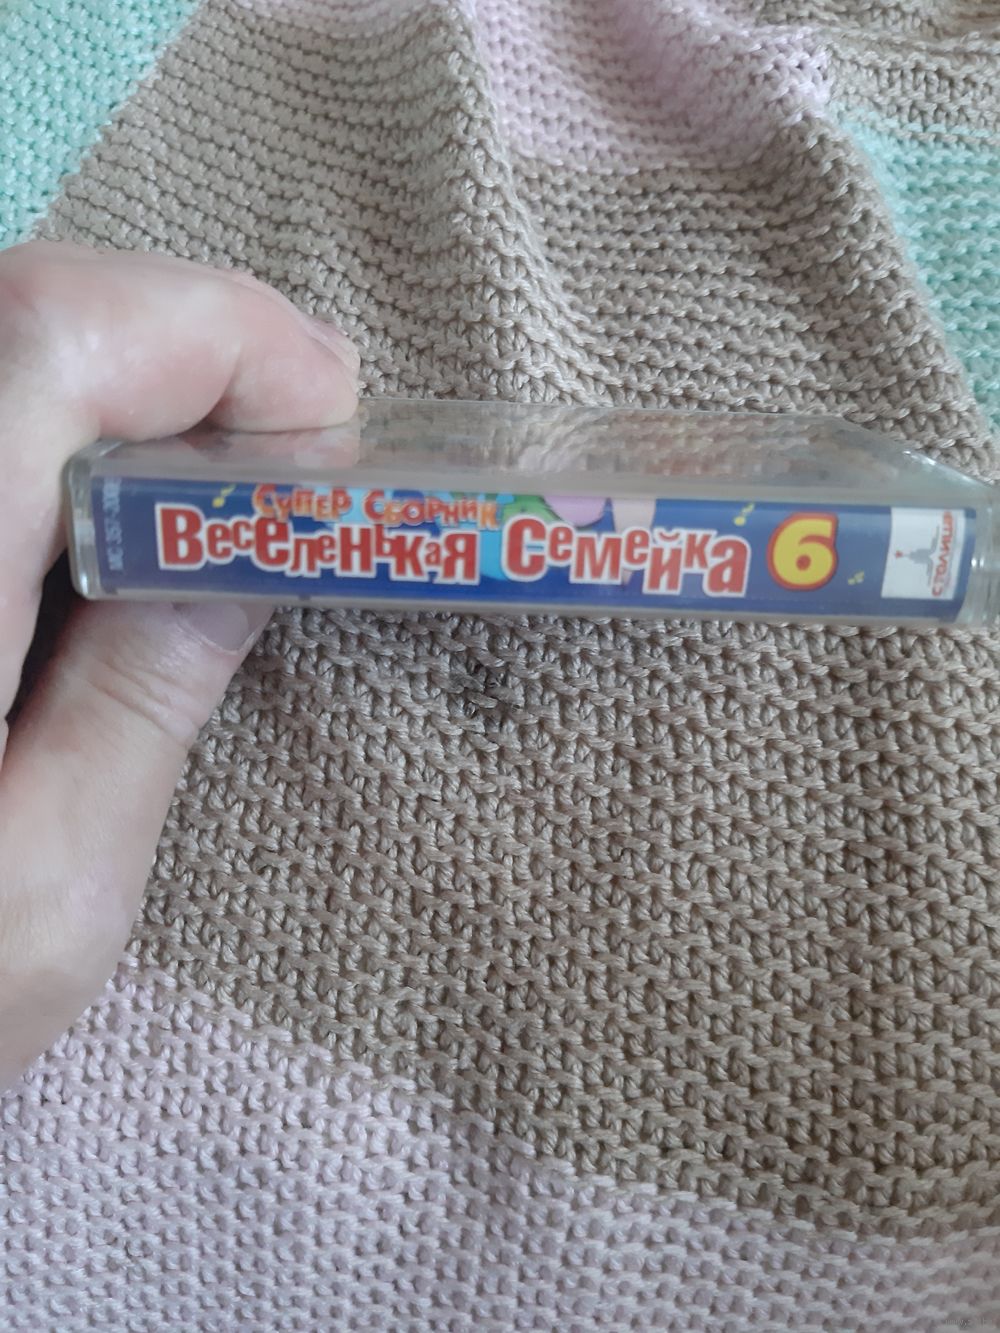 Супер Сборник
Веселенькая Семейка 6
СТОЛИЦА